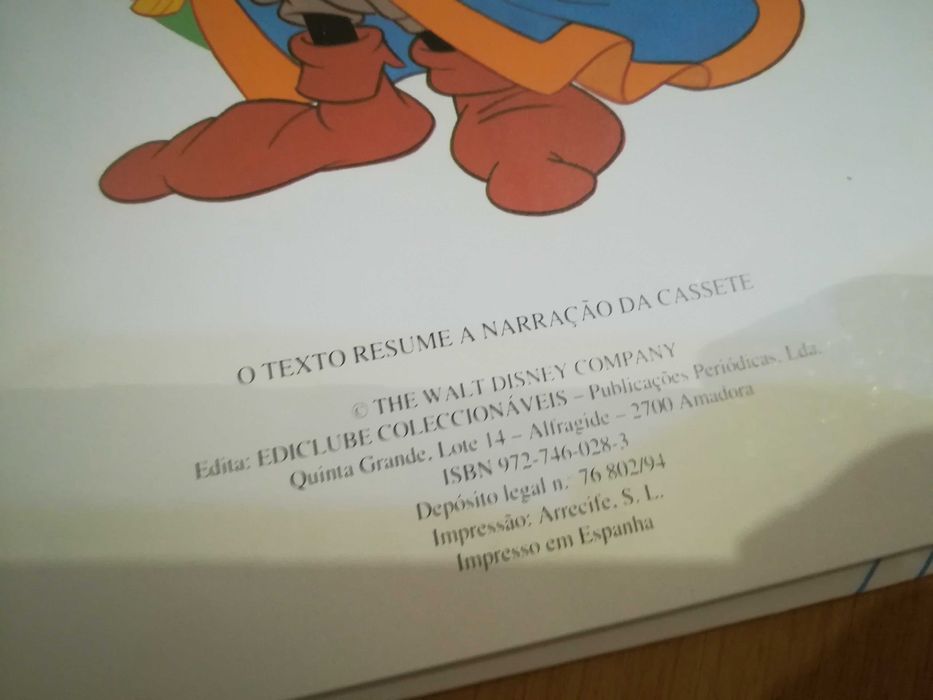 O TEXTO RESUME A NARRAÇÃO DA CASSETE
© THE WALT DISNEY COMPANY
Edita: EDICLUBE COLECCIONÁVEIS – Publicações Periódicas, Lda.
Quinta Grande, Lote 14 – Alfragide – 2700 Amadora
ISBN 972-746-028-3
Depósito legal n.º 76 802/94
Impressão: Arrecife, S. L.
Impresso em Espanha